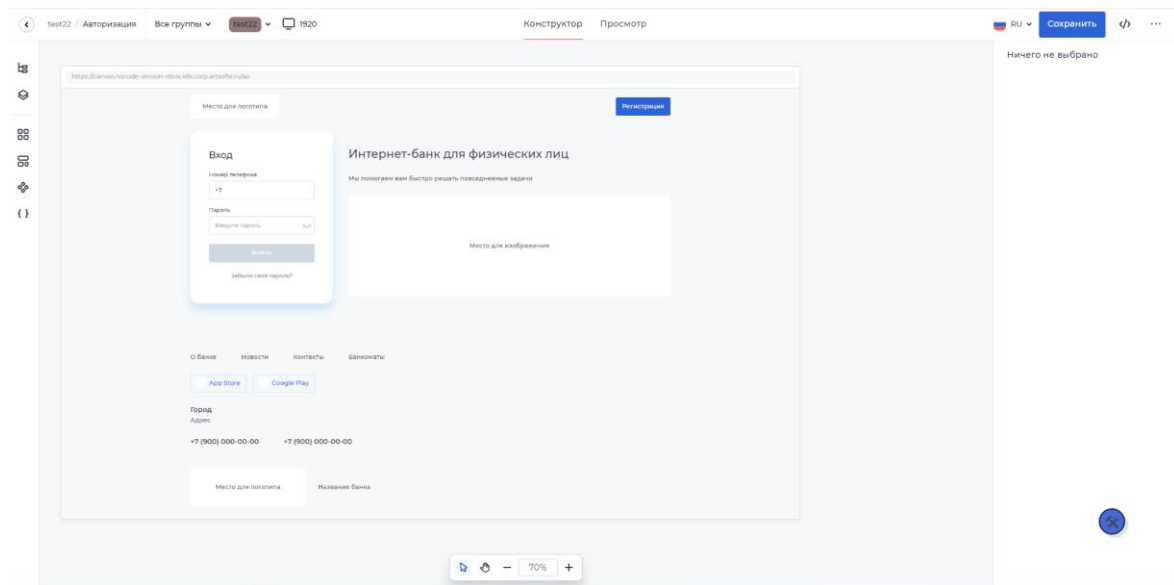 test22 / Авторизация Все группы test22 1920 Конструктор Просмотр RU Сохранить </> ...
Ничего не выбрано
Место для логотипа Регистрация
Вход
Номер телефона
+7
Пароль
Введите пароль
Войти
Забыли свой пароль?
Интернет-банк для физических лиц
Мы помогаем вам быстро решать повседневные задачи
Место для изображения
О банке Новости Контакты Банкоматы
App Store Google Play
Город
Адрес
+7 (900) 000-00-00 +7 (900) 000-00-00
Место для логотипа Название банка
70%